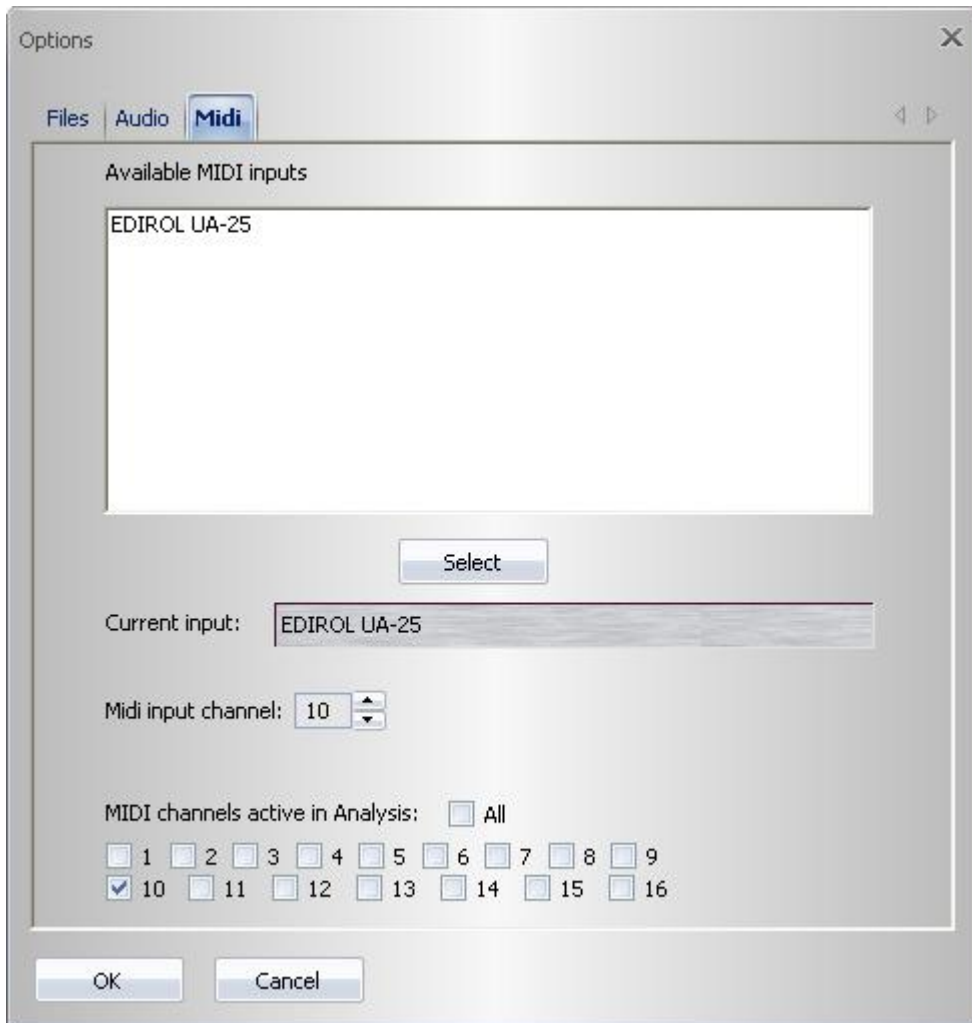 Options
Files Audio Midi
Available MIDI inputs
EDIROL UA-25
Select
Current input: EDIROL UA-25
Midi input channel: 10
MIDI channels active in Analysis: All
1 2 3 4 5 6 7 8 9
10 11 12 13 14 15 16
OK Cancel